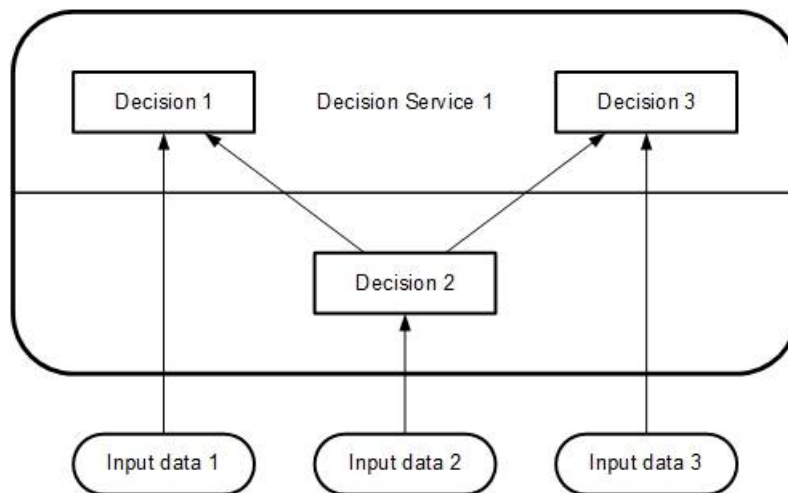 Decision 1
Decision Service 1
Decision 3
Decision 2
Input data 1
Input data 2
Input data 3